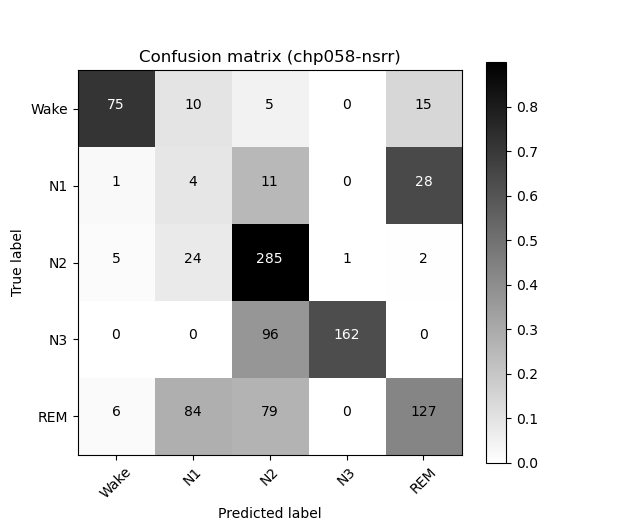 Confusion matrix (chp058-nsrr)
Wake 75 10 5 0 15
N1 1 4 11 0 28
N2 5 24 285 1 2
N3 0 0 96 162 0
REM 6 84 79 0 127
Wake N1 N2 N3 REM
Predicted label
True label
0.8
0.7
0.6
0.5
0.4
0.3
0.2
0.1
0.0